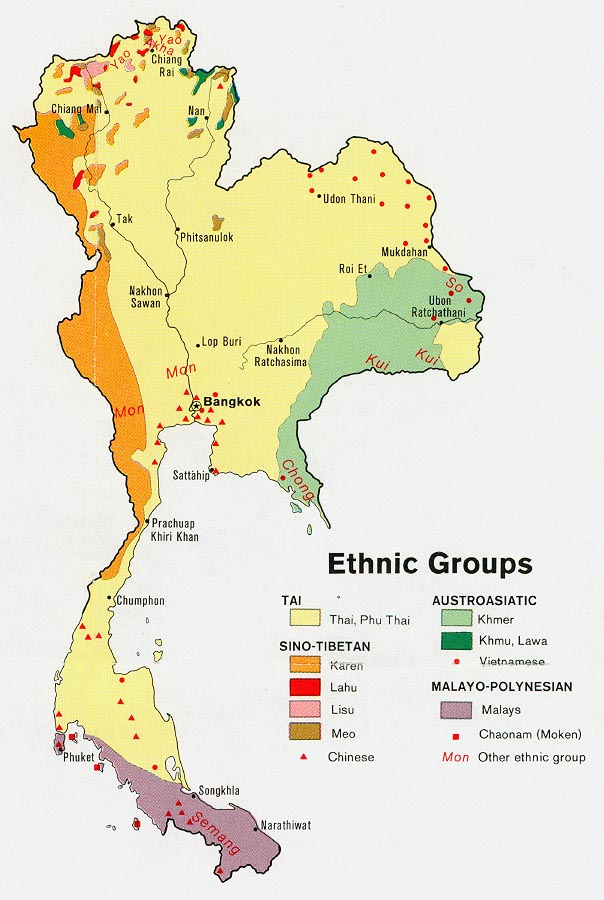 Yao
Yao
Akha
Chiang
Rai
Chiang Mai
Nan
Udon Thani
Tak
Phitsanulok
Mukdahan
Roi Et
So
Nakhon
Sawan
Ubon
Ratchathani
Lop Buri
Nakhon
Ratchasima
Kui
Kui
Mon
Mon
Bangkok
Sattahip
Chong
Prachuap
Khiri Khan
Chumphon
Phuket
Songkhla
Semang
Narathiwat
Ethnic Groups
TAI
Thai, Phu Thai
SINO-TIBETAN
Karen
Lahu
Lisu
Meo
Chinese
AUSTROASIATIC
Khmer
Khmu, Lawa
Vietnamese
MALAYO-POLYNESIAN
Malays
Chaonam (Moken)
Mon Other ethnic group